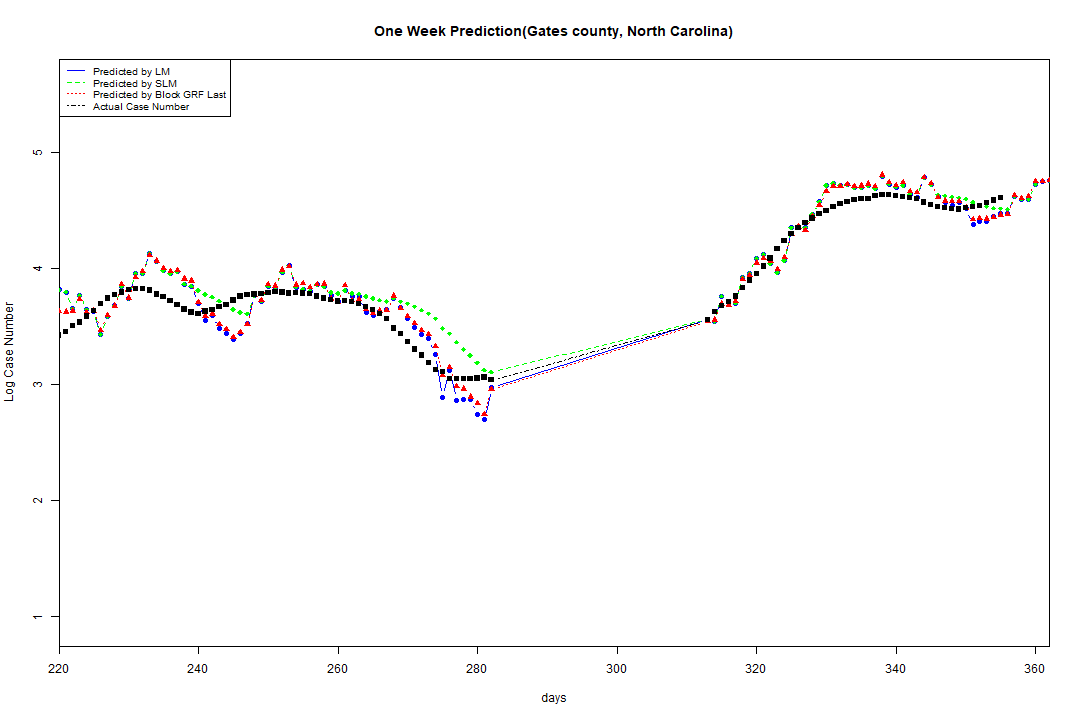 One Week Prediction(Gates county, North Carolina)
Predicted by LM
Predicted by SLM
Predicted by Block GRF Last
Actual Case Number
5
4
3
2
1
Log Case Number
220 240 260 280 300 320 340 360
days